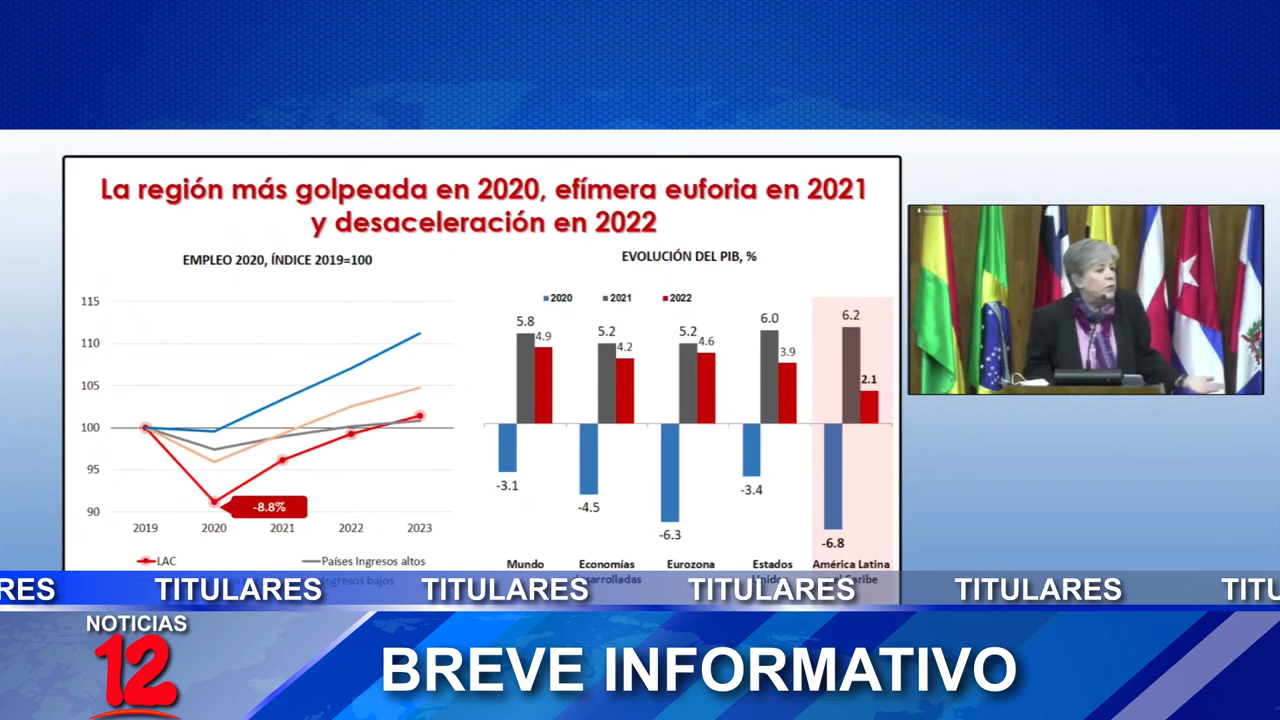 La región más golpeada en 2020, efímera euforia en 2021
y desaceleración en 2022
EMPLEO 2020, ÍNDICE 2019=100
115
110
105
100
95
90
-8.8%
2019 2020 2021 2022 2023
LAC Países Ingresos altos
ingresos bajos
EVOLUCIÓN DEL PIB, %
2020 2021 2022
5.8 4.9 5.2 4.2 5.2 4.6 6.0 3.9 6.2 2.1
-3.1 -4.5 -6.3 -3.4 -6.8
Mundo Economías Eurozona Estados América Latina
RES TITULARES TITULARES TITULARES TITULARES TITU
NOTICIAS
12
BREVE INFORMATIVO